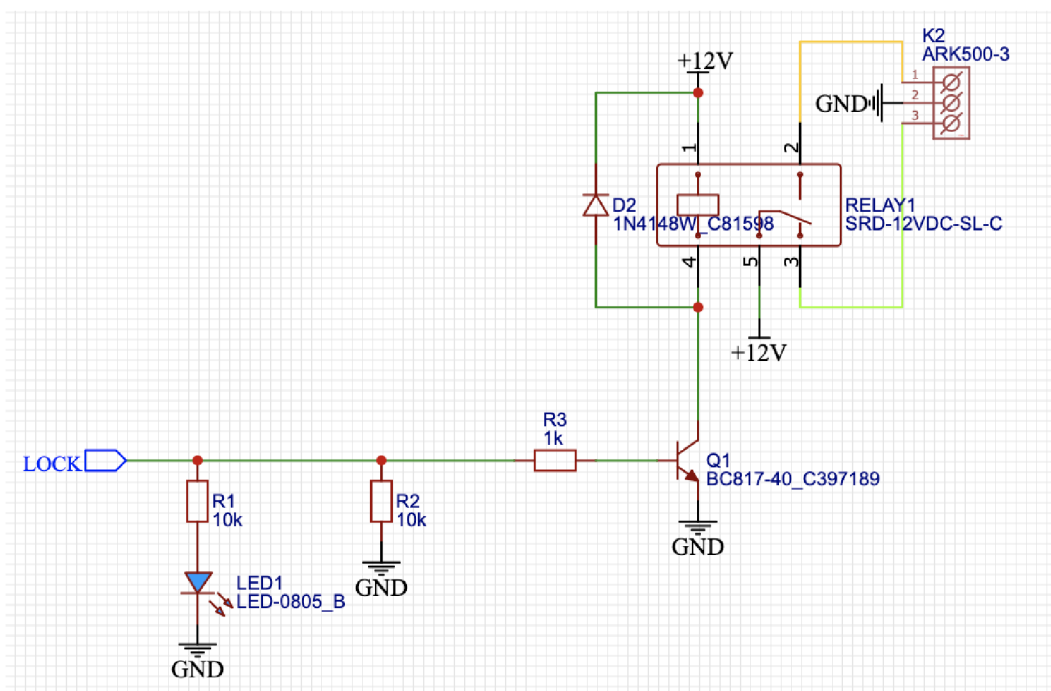 K2
ARK500-3
+12V
1
GND
2
3
1
2
D2
1N4148W_C81598
RELAY1
SRD-12VDC-SL-C
4
5
3
+12V
R3
1k
LOCK
Q1
BC817-40_C397189
R1
10k
R2
10k
GND
GND
LED1
LED-0805_B
GND